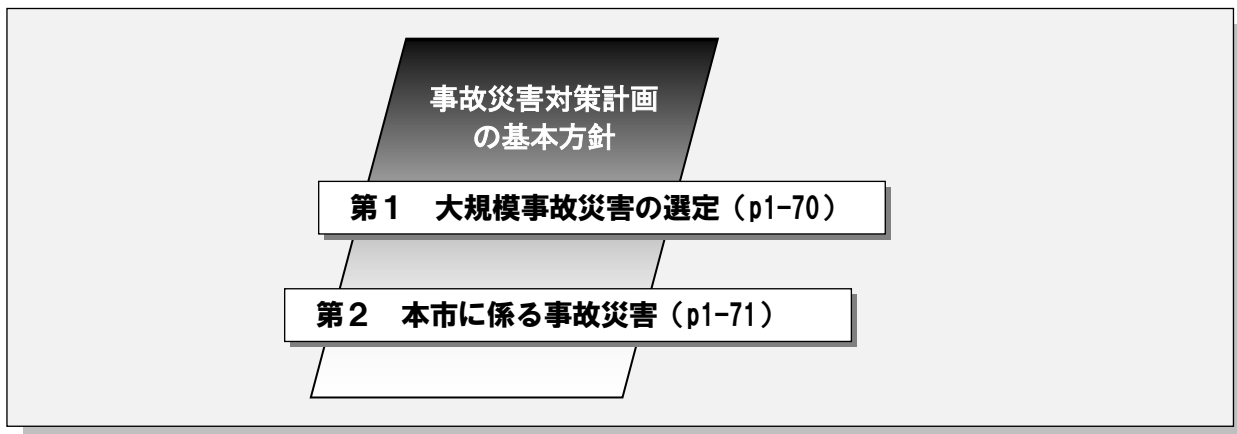 事故災害対策計画
の基本方針
第１　大規模事故災害の選定（p1-70）
第２　本市に係る事故災害（p1-71）